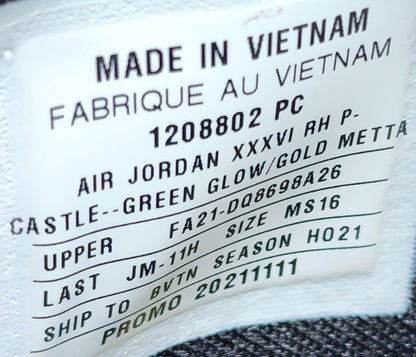 MADE IN VIETNAM
FABRIQUE AU VIETNAM
1208802 PC
AIR JORDAN XXXVI RH P-
CASTLE--GREEN GLOW/GOLD METTA
UPPER FA21-DQ8698A26
LAST JM-11H SIZE MS16
SHIP TO BVTN SEASON HO21
PROMO 20211111